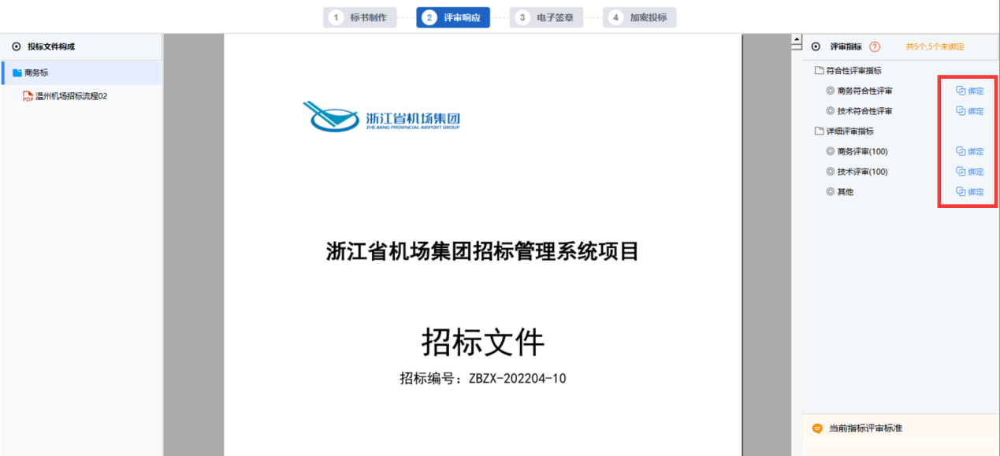 1 标书制作
2 评审响应
3 电子签章
4 加密投标
投标文件构成
商务标
PDF 温州机场招标流程02
浙江省机场集团
ZHEJIANG PROVINCIAL AIRPORT GROUP
浙江省机场集团招标管理系统项目
招标文件
招标编号：ZBZX-202204-10
评审指标 ? 共5个,5个未绑定
符合性评审指标
商务符合性评审 绑定
技术符合性评审 绑定
详细评审指标
商务评审(100) 绑定
技术评审(100) 绑定
其他 绑定
当前指标评审标准